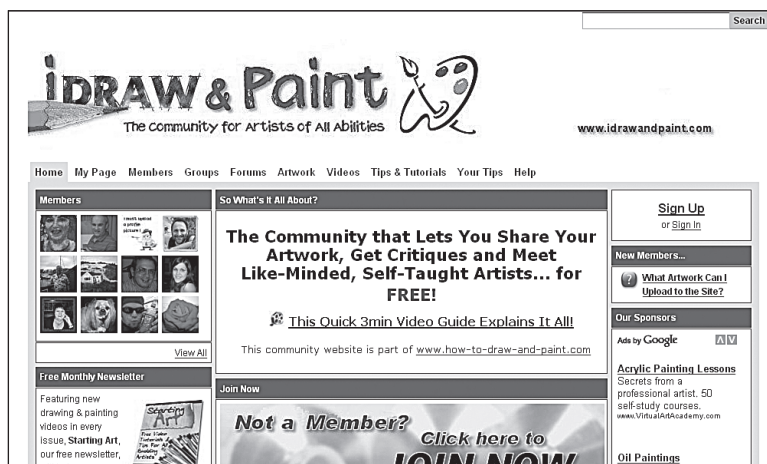 Search
iDRAW & Paint
The Community for Artists of All Abilities
www.idrawandpaint.com
Home My Page Members Groups Forums Artwork Videos Tips & Tutorials Your Tips Help
Members
View All
Free Monthly Newsletter
Featuring new
drawing & painting
videos in every
issue, Starting Art,
our free newsletter,
Starting
Art
So What's It All About?
The Community that Lets You Share Your
Artwork, Get Critiques and Meet
Like-Minded, Self-Taught Artists... for
FREE!
This Quick 3min Video Guide Explains It All!
This community website is part of www.how-to-draw-and-paint.com
Join Now
Not a Member?
Click here to
JOIN NOW
Sign Up
or Sign In
New Members...
What Artwork Can I
Upload to the Site?
Our Sponsors
Ads by Google
Acrylic Painting Lessons
Secrets from a
professional artist. 50
self-study courses.
www.VirtualArtAcademy.com
Oil Paintings